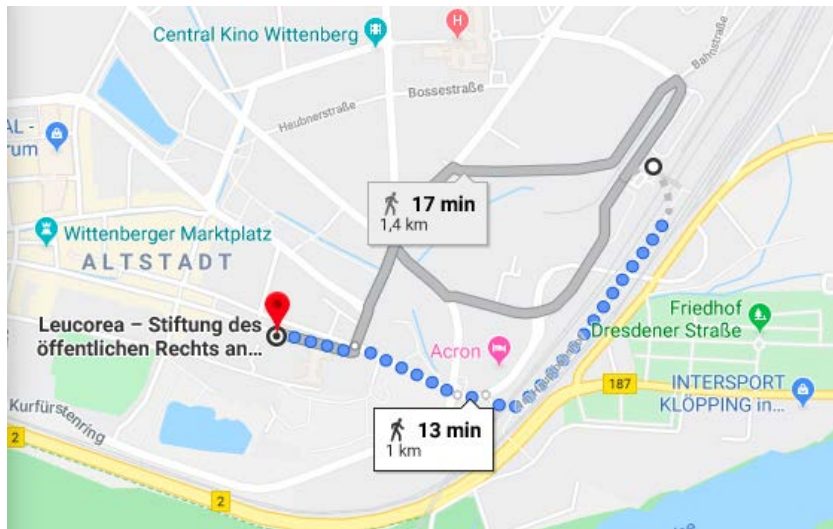 Central Kino Wittenberg
H
Bahnstraße
Bossestraße
Heubnerstraße
AL -
rum
17 min
1,4 km
Wittenberger Marktplatz
ALTSTADT
Leucorea – Stiftung des
öffentlichen Rechts an...
Friedhof
Dresdener Straße
Acron
187
INTERSPORT
KLÖPPING in...
13 min
1 km
Kurfürstenring
2
2